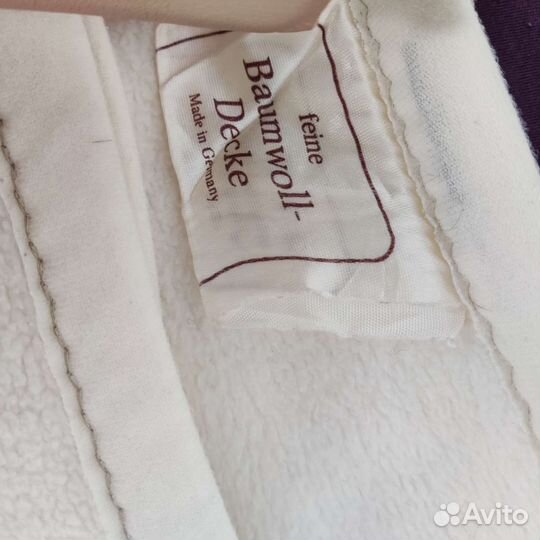 feine
Baumwoll-
Decke
Made in Germany
Avito